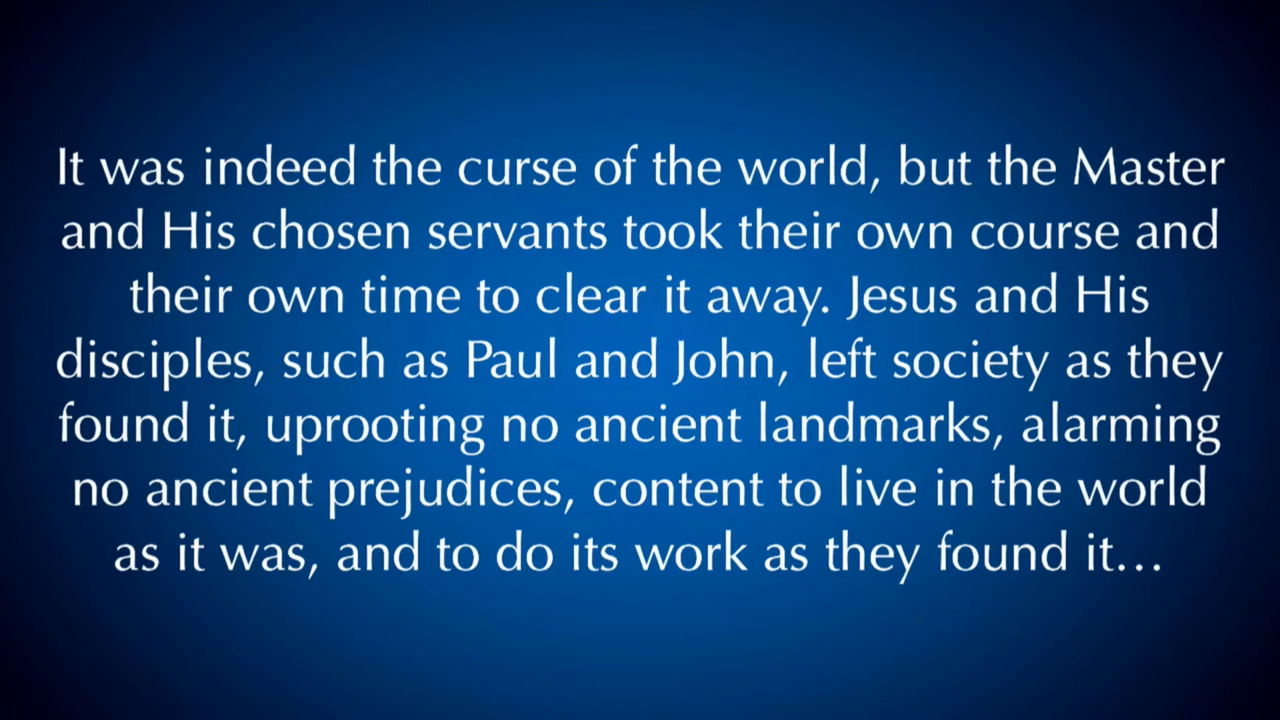 It was indeed the curse of the world, but the Master
and His chosen servants took their own course and
their own time to clear it away. Jesus and His
disciples, such as Paul and John, left society as they
found it, uprooting no ancient landmarks, alarming
no ancient prejudices, content to live in the world
as it was, and to do its work as they found it…